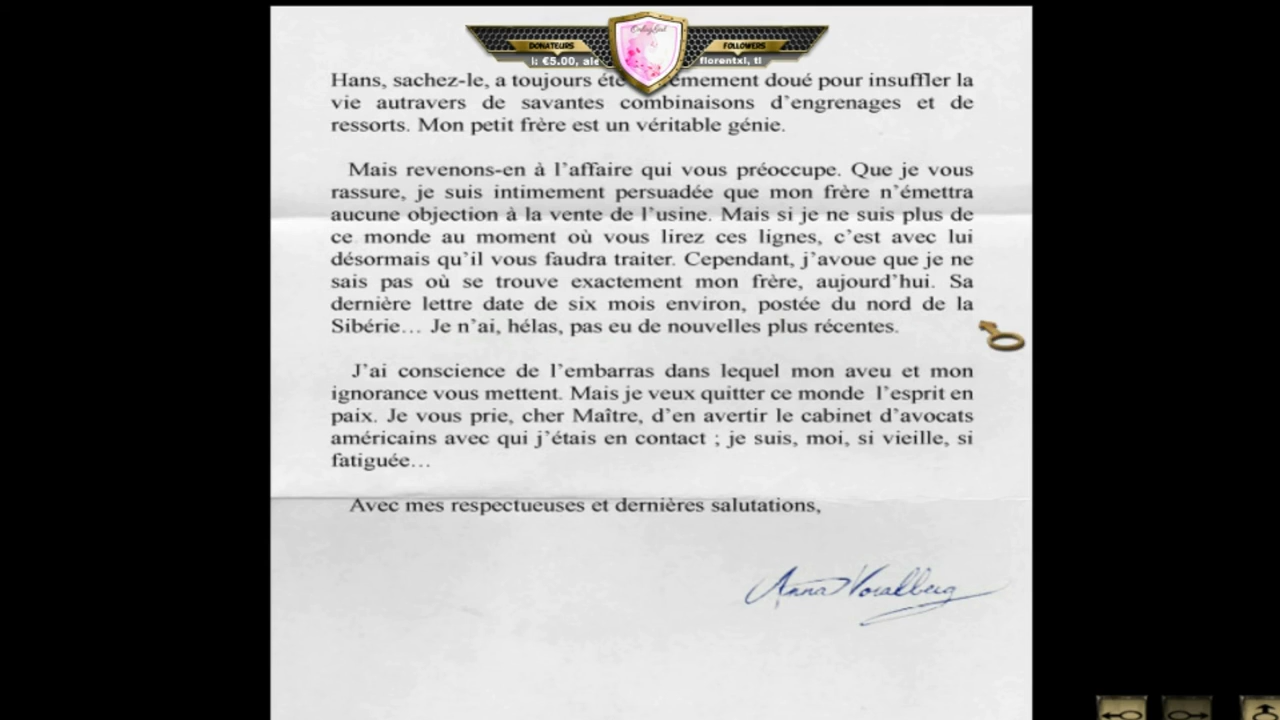 DONATEURS
FOLLOWERS
l: €5.00, ale
florentxl, tl
Hans, sachez-le, a toujours été émement doué pour insuffler la
vie autravers de savantes combinaisons d’engrenages et de
ressorts. Mon petit frère est un véritable génie.
Mais revenons-en à l’affaire qui vous préoccupe. Que je vous
rassure, je suis intimement persuadée que mon frère n’émettra
aucune objection à la vente de l’usine. Mais si je ne suis plus de
ce monde au moment où vous lirez ces lignes, c’est avec lui
désormais qu’il vous faudra traiter. Cependant, j’avoue que je ne
sais pas où se trouve exactement mon frère, aujourd’hui. Sa
dernière lettre date de six mois environ, postée du nord de la
Sibérie… Je n’ai, hélas, pas eu de nouvelles plus récentes.
J’ai conscience de l’embarras dans lequel mon aveu et mon
ignorance vous mettent. Mais je veux quitter ce monde l’esprit en
paix. Je vous prie, cher Maître, d’en avertir le cabinet d’avocats
américains avec qui j’étais en contact ; je suis, moi, si vieille, si
fatiguée…
Avec mes respectueuses et dernières salutations,
Anna Voralberg